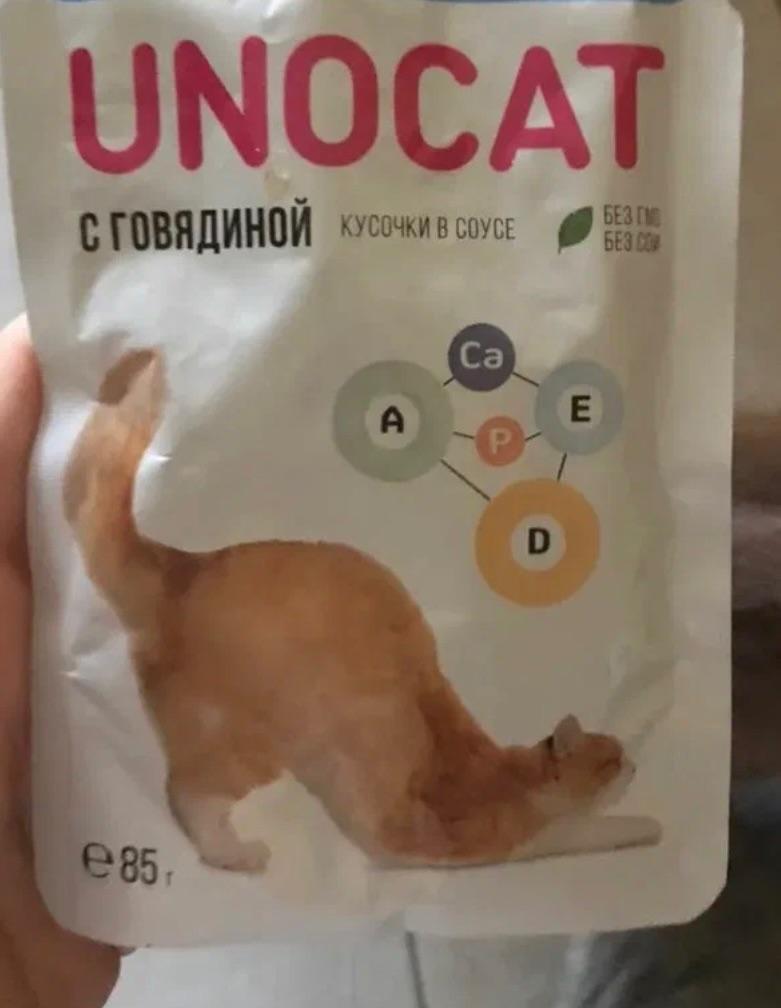 UNOCAT
С ГОВЯДИНОЙ КУСОЧКИ В СОУСЕ
БЕЗ ГМО
БЕЗ СОИ
Ca
A
E
P
D
℮85 г